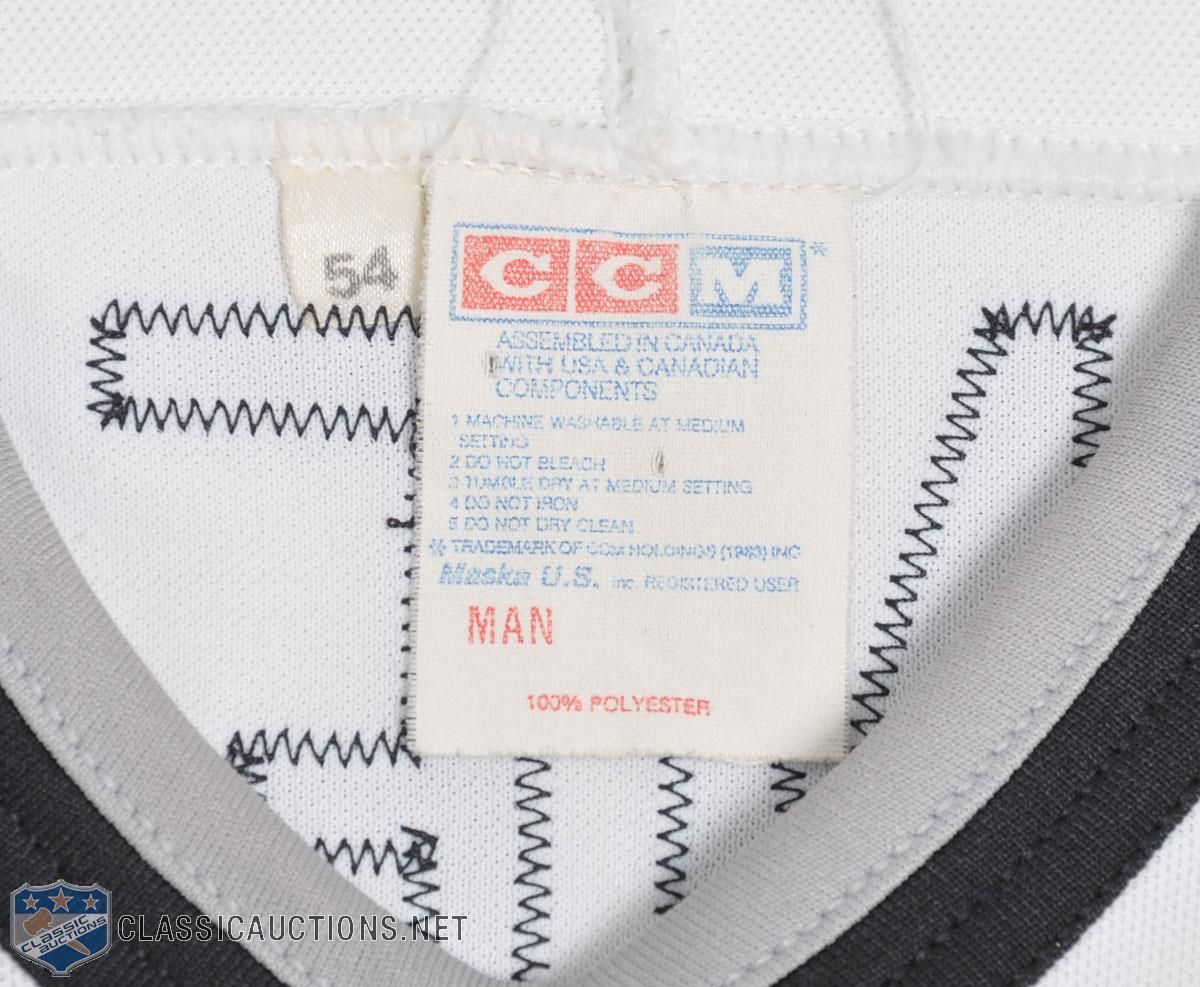 54
CCM*
ASSEMBLED IN CANADA
WITH USA & CANADIAN
COMPONENTS
1 MACHINE WASHABLE AT MEDIUM
SETTING
2 DO NOT BLEACH
3 TUMBLE DRY AT MEDIUM SETTING
4 DO NOT IRON
5 DO NOT DRY CLEAN
* TRADEMARK OF CCM HOLDINGS (1983) INC
Maska U.S. inc. REGISTERED USER
MAN
100% POLYESTER
CLASSIC
AUCTIONS
CLASSICAUCTIONS.NET